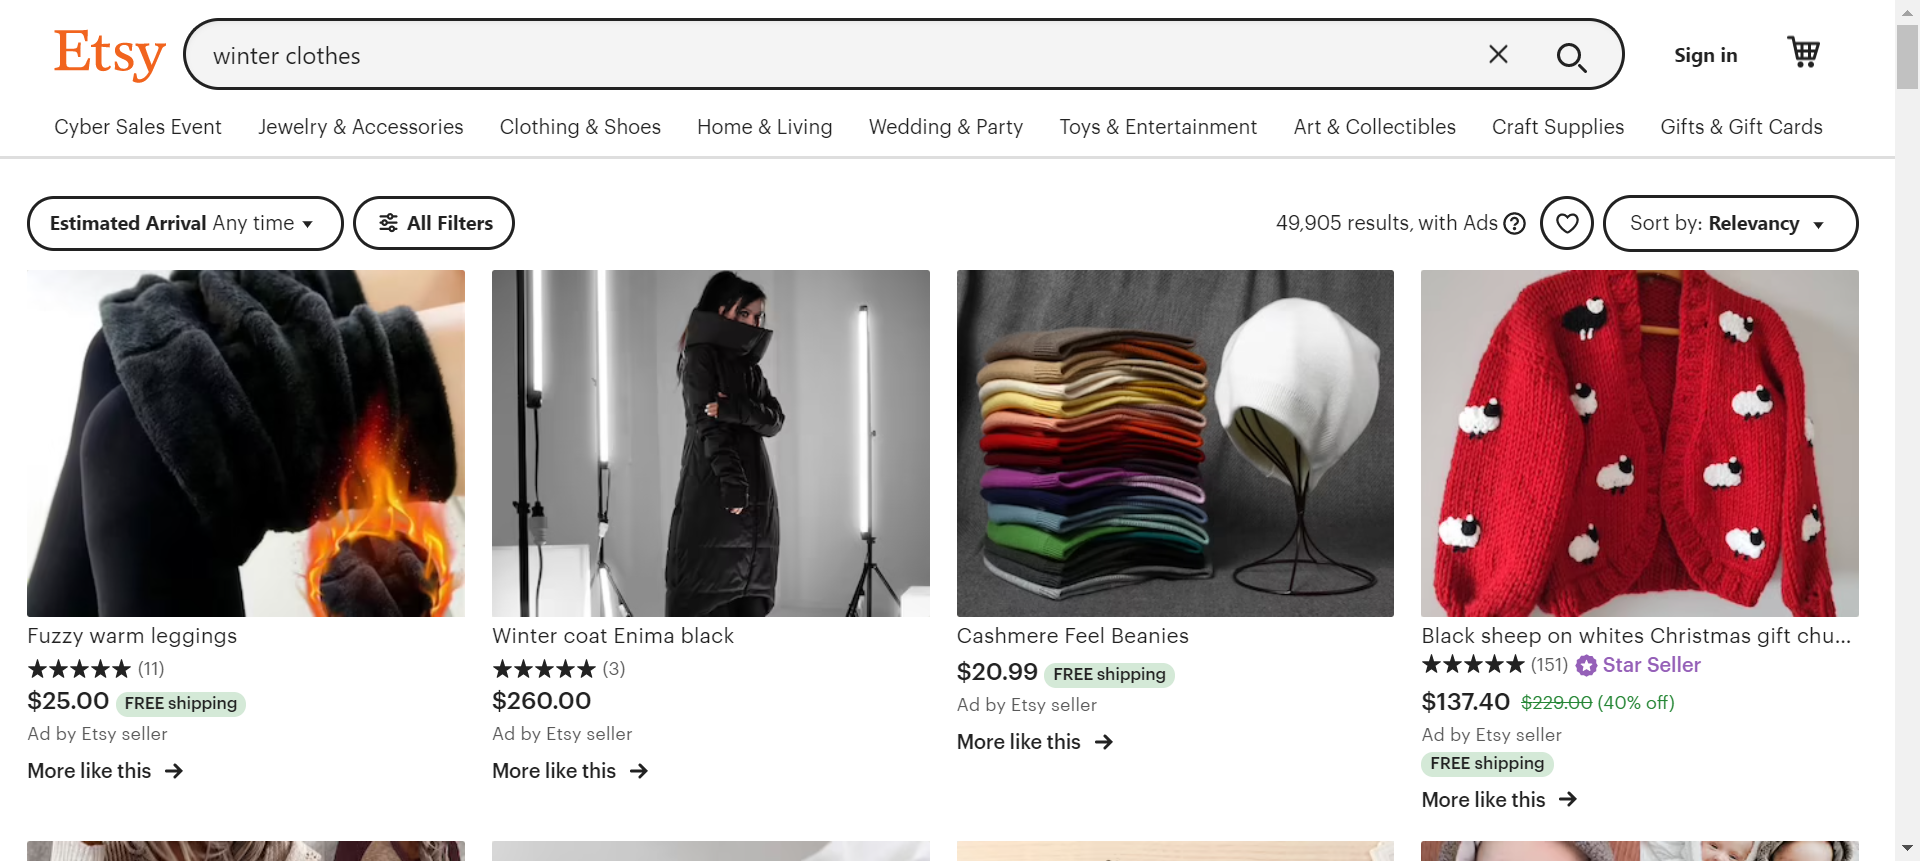 Etsy
winter clothes
Sign in
Cyber Sales Event
Jewelry & Accessories
Clothing & Shoes
Home & Living
Wedding & Party
Toys & Entertainment
Art & Collectibles
Craft Supplies
Gifts & Gift Cards
Estimated Arrival Any time
All Filters
49,905 results, with Ads
Sort by: Relevancy
Fuzzy warm leggings
(11)
$25.00 FREE shipping
Ad by Etsy seller
More like this
Winter coat Enima black
(3)
$260.00
Ad by Etsy seller
More like this
Cashmere Feel Beanies
$20.99 FREE shipping
Ad by Etsy seller
More like this
Black sheep on whites Christmas gift chu...
(151) Star Seller
$137.40 $229.00 (40% off)
Ad by Etsy seller
FREE shipping
More like this